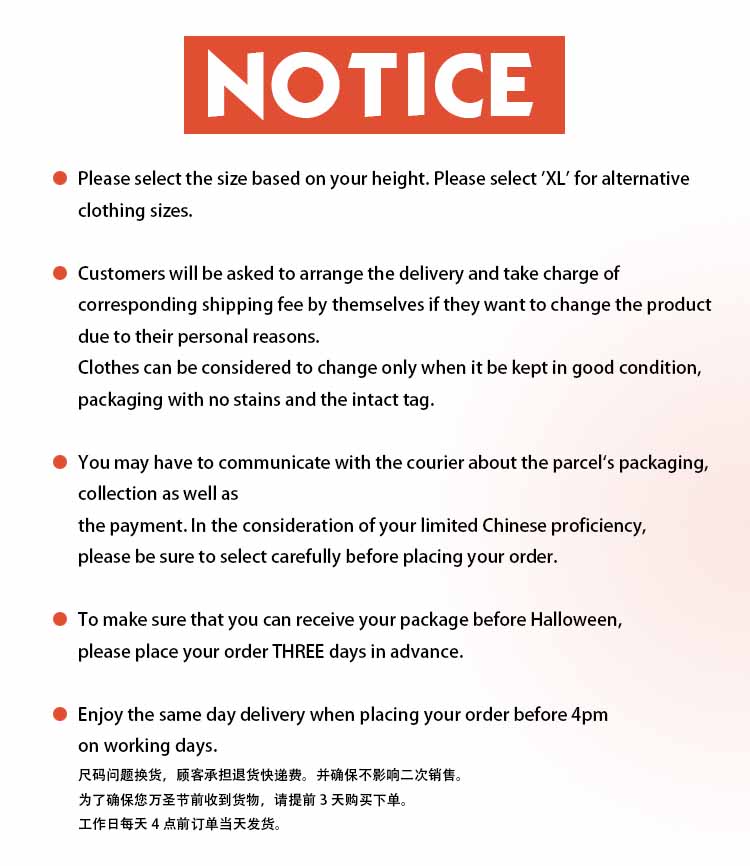 NOTICE
Please select the size based on your height. Please select ‘XL’ for alternative
clothing sizes.
Customers will be asked to arrange the delivery and take charge of
corresponding shipping fee by themselves if they want to change the product
due to their personal reasons.
Clothes can be considered to change only when it be kept in good condition,
packaging with no stains and the intact tag.
You may have to communicate with the courier about the parcel‘s packaging,
collection as well as
the payment. In the consideration of your limited Chinese proficiency,
please be sure to select carefully before placing your order.
To make sure that you can receive your package before Halloween,
please place your order THREE days in advance.
Enjoy the same day delivery when placing your order before 4pm
on working days.
尺码问题换货，顾客承担退货快递费。并确保不影响二次销售。
为了确保您万圣节前收到货物，请提前 3 天购买下单。
工作日每天 4 点前订单当天发货。